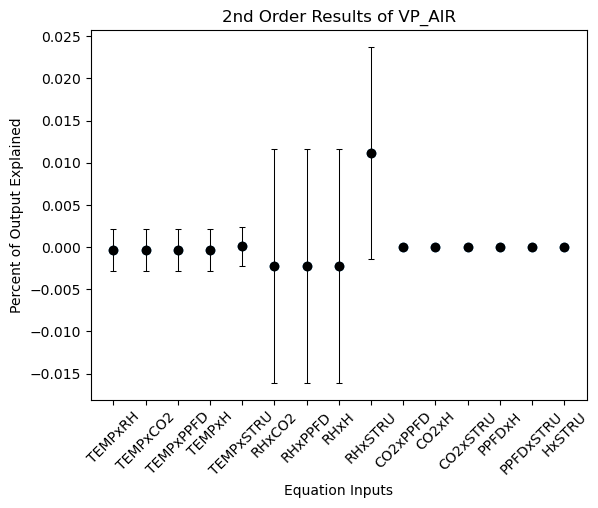 2nd Order Results of VP_AIR
Percent of Output Explained
0.025
0.020
0.015
0.010
0.005
0.000
−0.005
−0.010
−0.015
TEMPxRH
TEMPxCO2
TEMPxPPFD
TEMPxH
TEMPxSTRU
RHxCO2
RHxPPFD
RHxH
RHxSTRU
CO2xPPFD
CO2xH
CO2xSTRU
PPFDxH
PPFDxSTRU
HxSTRU
Equation Inputs